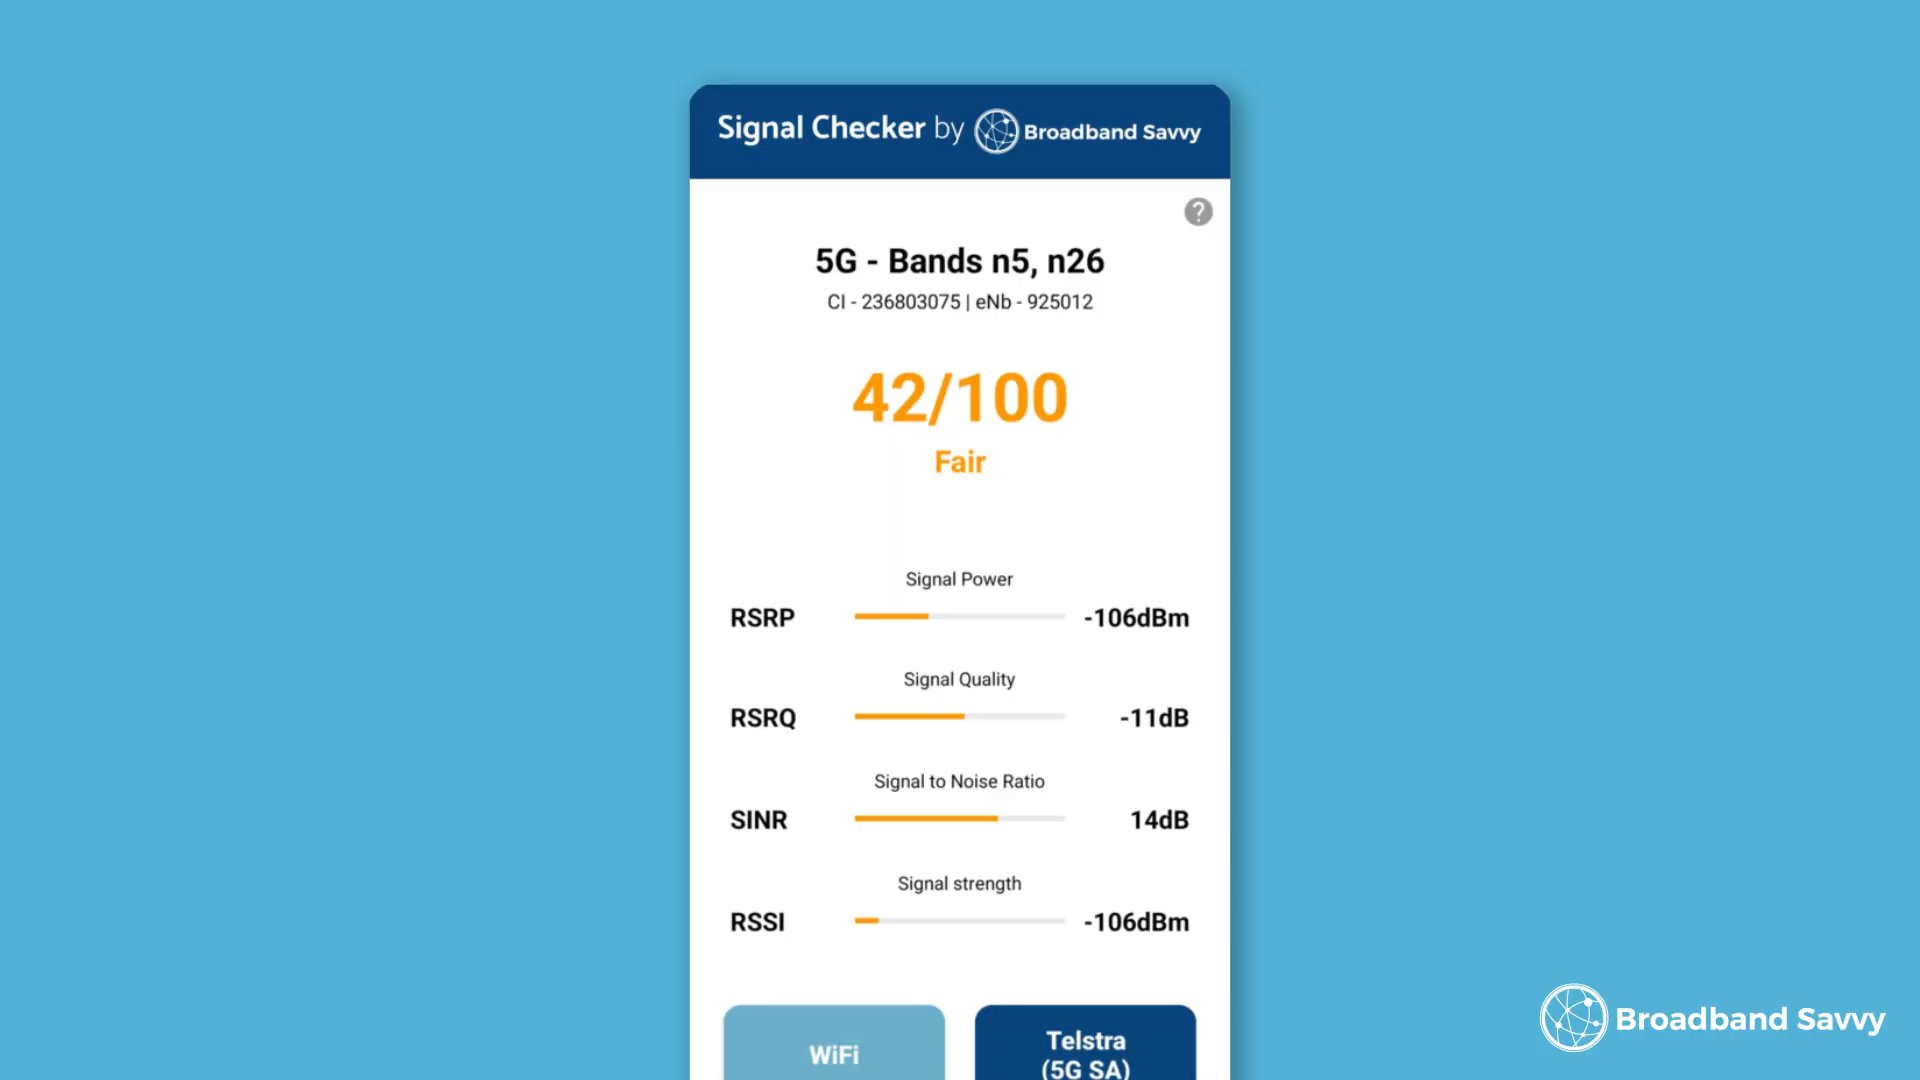 Signal Checker by Broadband Savvy
?
5G - Bands n5, n26
CI - 236803075 | eNb - 925012
42/100
Fair
Signal Power
RSRP -106dBm
Signal Quality
RSRQ -11dB
Signal to Noise Ratio
SINR 14dB
Signal strength
RSSI -106dBm
WiFi
Telstra
(5G SA)
Broadband Savvy